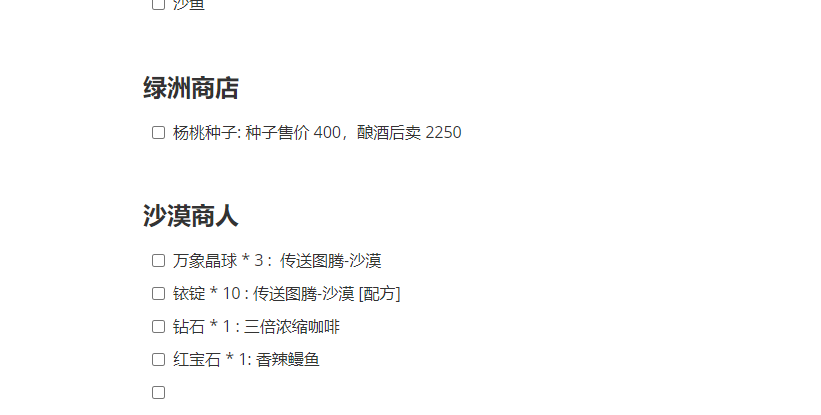 沙鱼
绿洲商店
杨桃种子: 种子售价 400，酿酒后卖 2250
沙漠商人
万象晶球 * 3 :  传送图腾-沙漠
铱锭 * 10 : 传送图腾-沙漠 [配方]
钻石 * 1 : 三倍浓缩咖啡
红宝石 * 1: 香辣鳗鱼